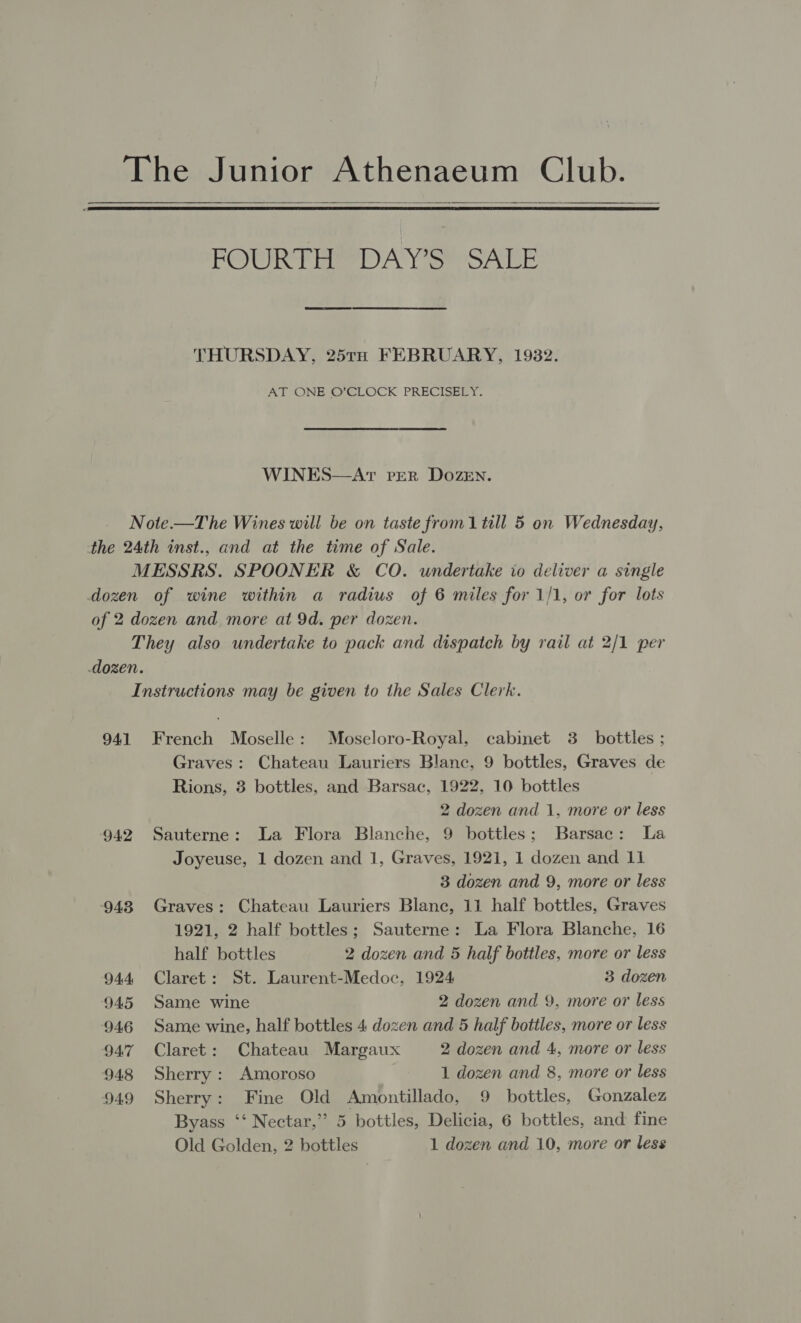 The Junior Athenaeum Club.
FOURTH DAY'S SALE
THURSDAY, 25TH FEBRUARY, 1932.
AT ONE O'CLOCK PRECISELY.
WINES—AT PER DOZEN.
Note.—The Wines will be on taste from 1 till 5 on Wednesday,
the 24th inst., and at the time of Sale.
MESSRS. SPOONER & CO. undertake to deliver a single
dozen of wine within a radius of 6 miles for 1/1, or for lots
of 2 dozen and more at 9d. per dozen.
They also undertake to pack and dispatch by rail at 2/1 per
dozen.
Instructions may be given to the Sales Clerk.
941 French Moselle: Moseloro-Royal, cabinet 3 bottles;
Graves: Chateau Lauriers Blanc, 9 bottles, Graves de
Rions, 3 bottles, and Barsac, 1922, 10 bottles
2 dozen and 1, more or less
942 Sauterne: La Flora Blanche, 9 bottles; Barsac: La
Joyeuse, 1 dozen and 1, Graves, 1921, 1 dozen and 11
3 dozen and 9, more or less
943 Graves: Chateau Lauriers Blanc, 11 half bottles, Graves
1921, 2 half bottles; Sauterne: La Flora Blanche, 16
half bottles 2 dozen and 5 half bottles, more or less
944 Claret: St. Laurent-Medoc, 1924 3 dozen
945 Same wine 2 dozen and 9, more or less
946 Same wine, half bottles 4 dozen and 5 half bottles, more or less
947 Claret: Chateau Margaux 2 dozen and 4, more or less
948 Sherry: Amoroso 1 dozen and 8, more or less
949 Sherry: Fine Old Amontillado, 9 bottles, Gonzalez
Byass "Nectar," 5 bottles, Delicia, 6 bottles, and fine
Old Golden, 2 bottles 1 dozen and 10, more or less